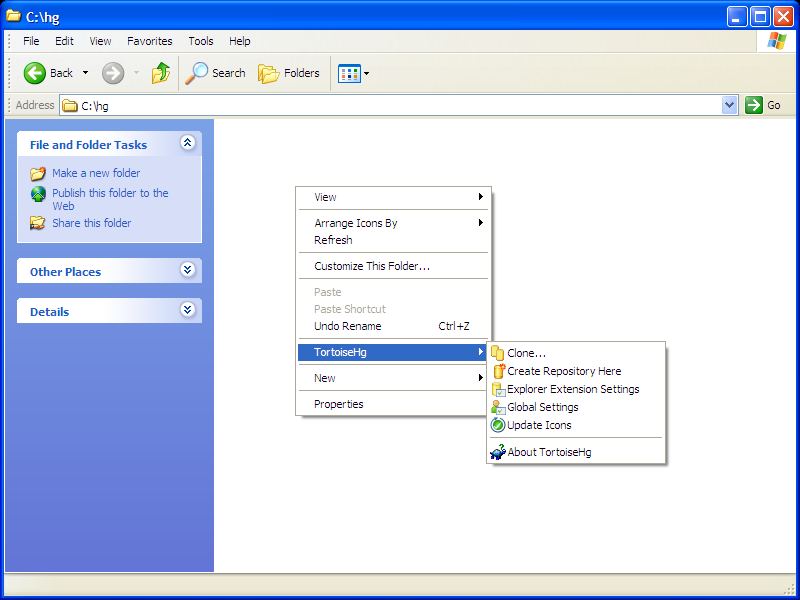 C:\hg
File Edit View Favorites Tools Help
Back Search Folders
Address C:\hg Go
File and Folder Tasks
Make a new folder
Publish this folder to the
Web
Share this folder
Other Places
Details
View
Arrange Icons By
Refresh
Customize This Folder...
Paste
Paste Shortcut
Undo Rename Ctrl+Z
TortoiseHg
New
Properties
Clone...
Create Repository Here
Explorer Extension Settings
Global Settings
Update Icons
About TortoiseHg